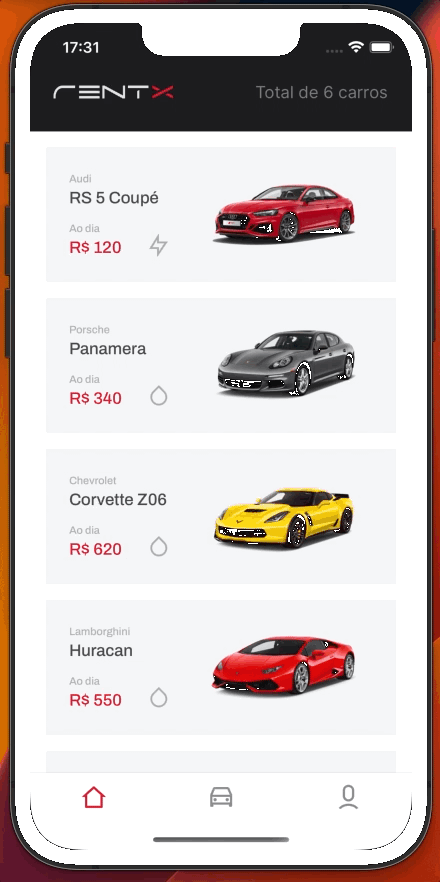 17:31
RENTX
Total de 6 carros
Audi
RS 5 Coupé
Ao dia
R$ 120
Porsche
Panamera
Ao dia
R$ 340
Chevrolet
Corvette Z06
Ao dia
R$ 620
Lamborghini
Huracan
Ao dia
R$ 550